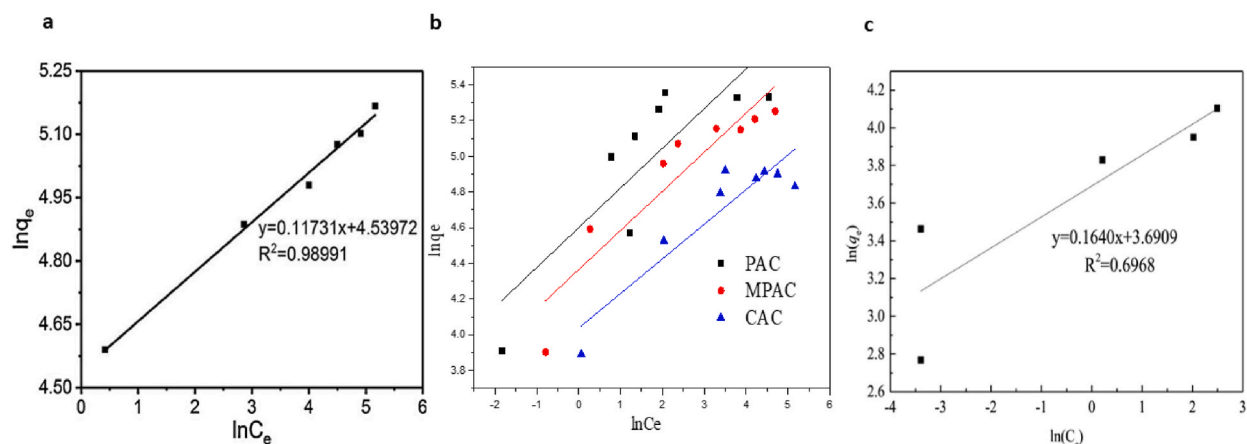 a
b
c
5.25
5.10
4.95
4.80
4.65
4.50
lnqₑ
y=0.11731x+4.53972
R²=0.98991
0 1 2 3 4 5 6
lnCₑ
5.4
5.2
5.0
4.8
4.6
4.4
4.2
4.0
3.8
lnqe
PAC
MPAC
CAC
-2 -1 0 1 2 3 4 5 6
lnCe
4.2
4.0
3.8
3.6
3.4
3.2
3.0
2.8
2.6
ln(qₑ)
y=0.1640x+3.6909
R²=0.6968
-4 -3 -2 -1 0 1 2 3